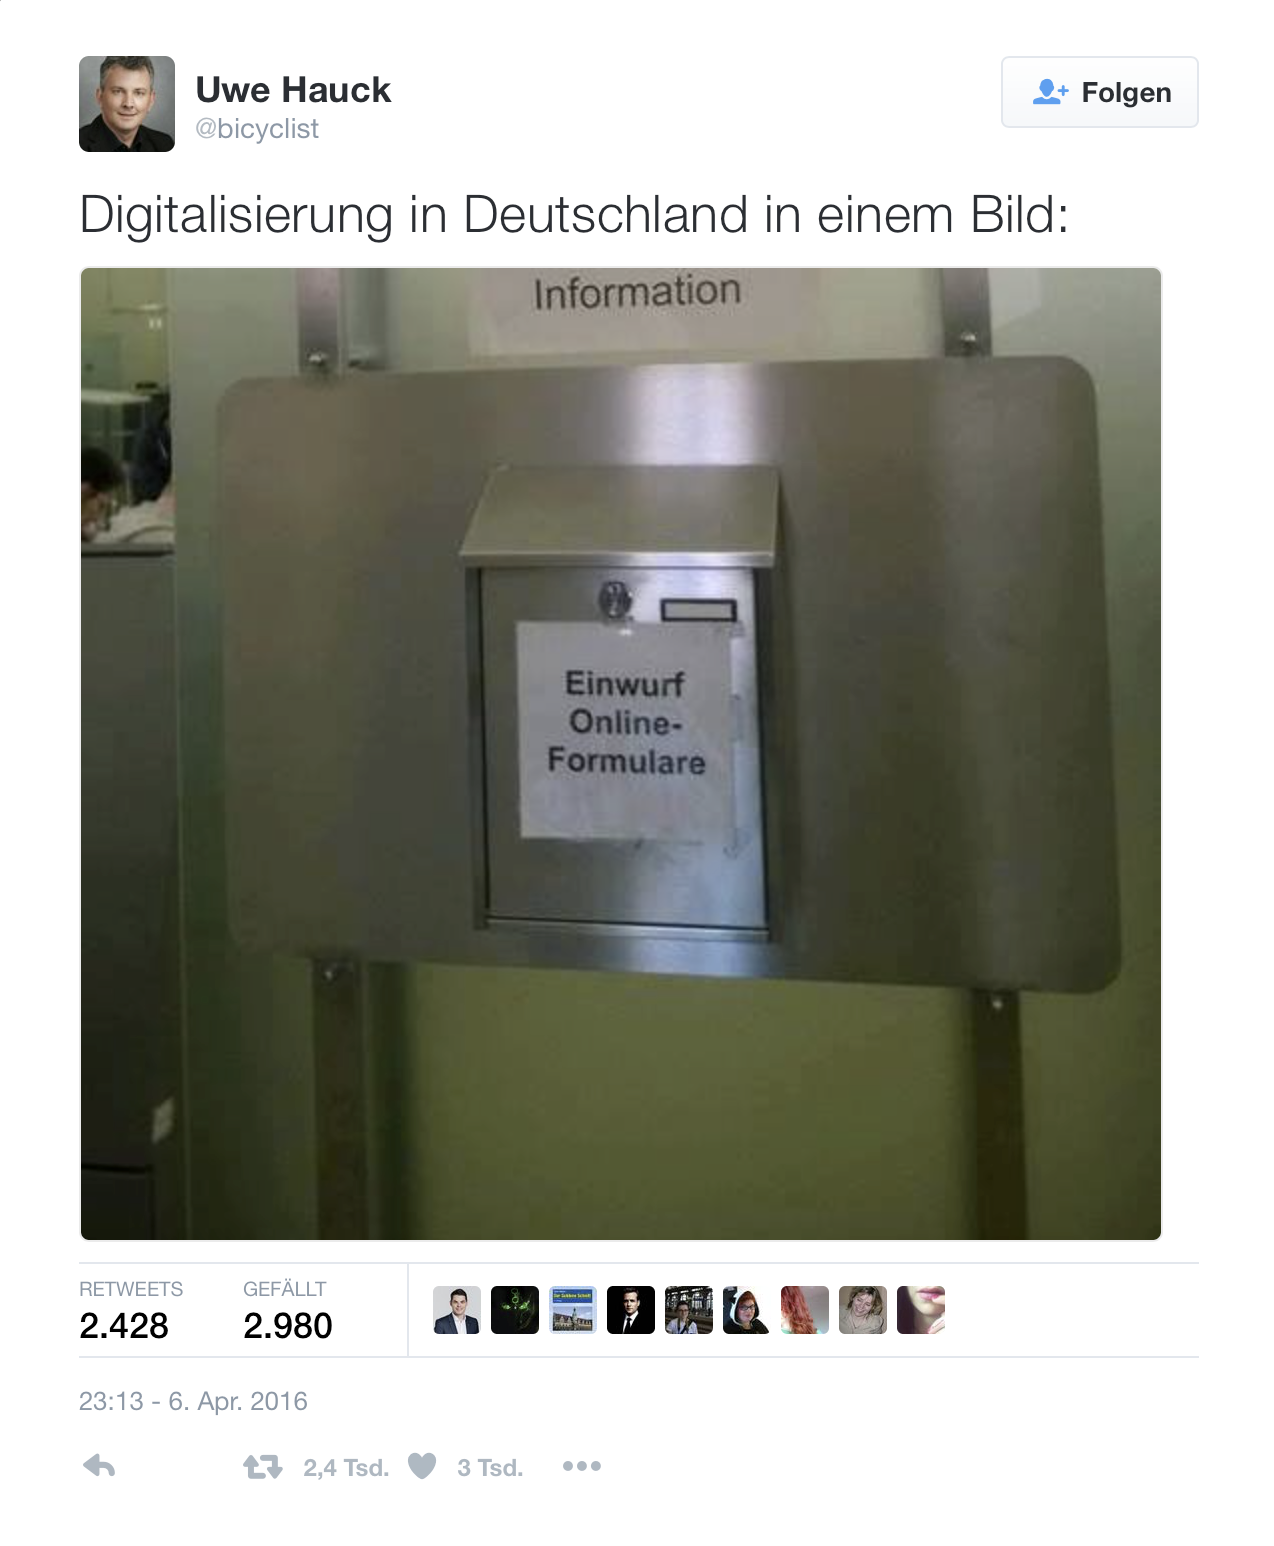 Uwe Hauck
@bicyclist
Folgen
Digitalisierung in Deutschland in einem Bild:
Information
Einwurf
Online-
Formulare
RETWEETS
GEFÄLLT
2.428
2.980
23:13 - 6. Apr. 2016
2,4 Tsd.
3 Tsd.